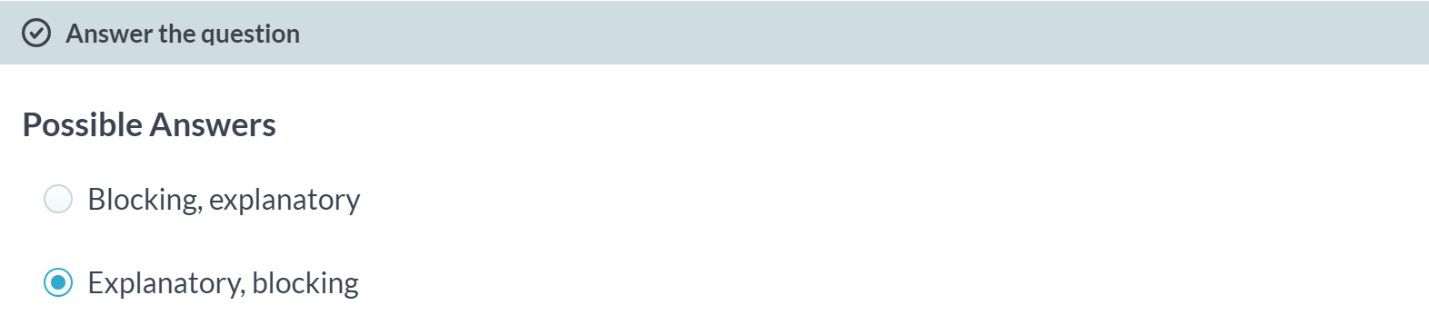 Answer the question
Possible Answers
Blocking, explanatory
Explanatory, blocking